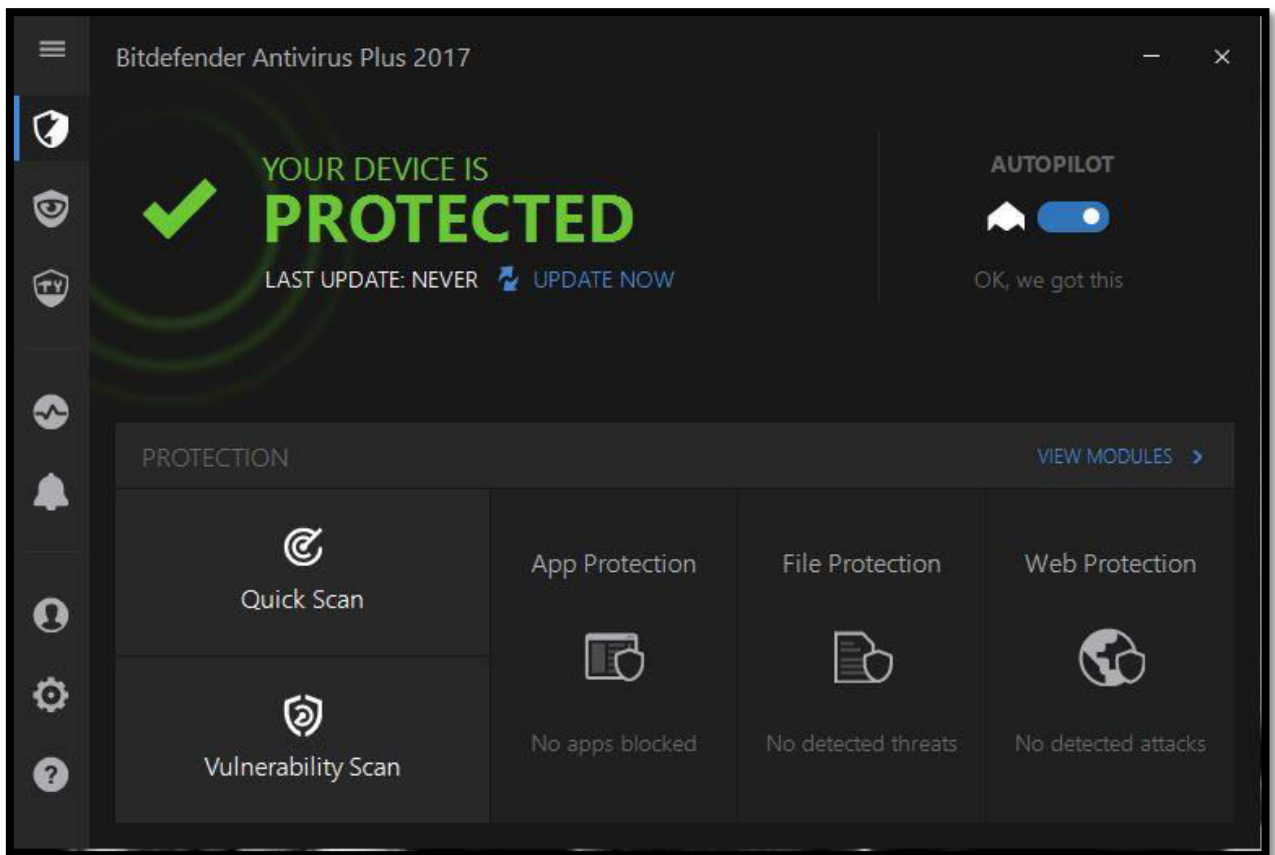 Bitdefender Antivirus Plus 2017
YOUR DEVICE IS
PROTECTED
LAST UPDATE: NEVER UPDATE NOW
AUTOPILOT
OK, we got this
PROTECTION
VIEW MODULES
Quick Scan
Vulnerability Scan
App Protection
No apps blocked
File Protection
No detected threats
Web Protection
No detected attacks